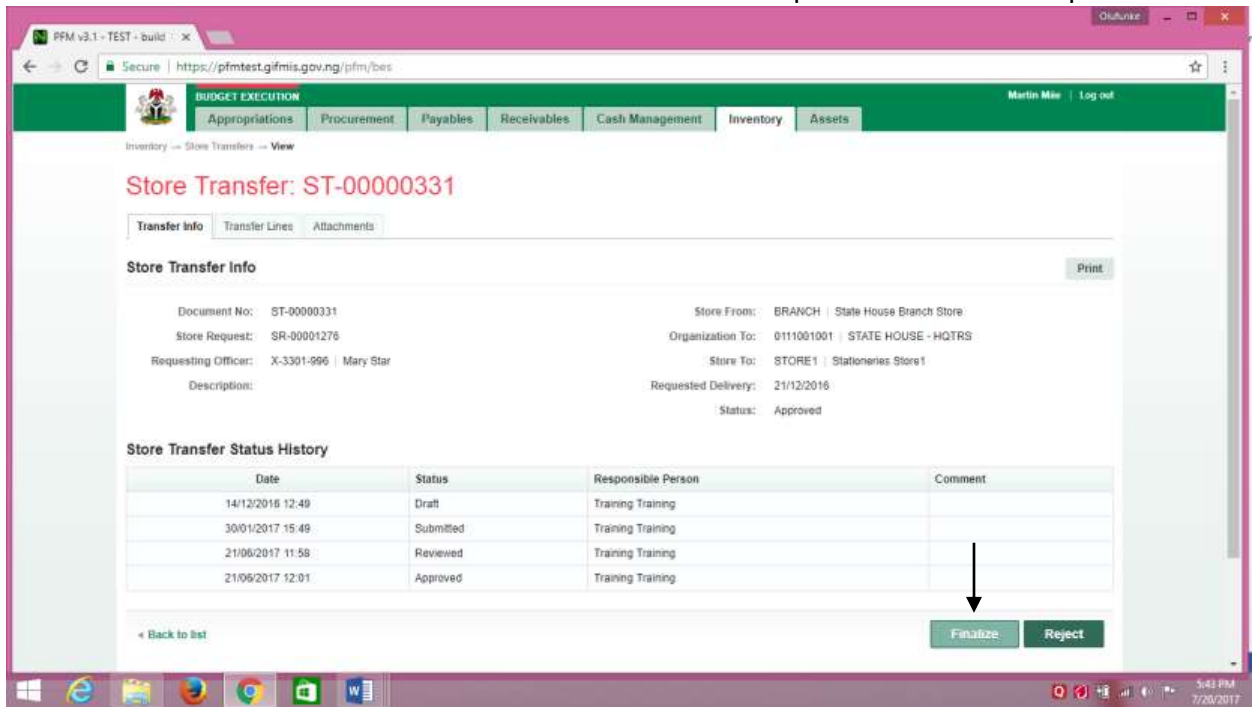 Olufunke
PFM v3.1 - TEST - build
Secure | https://pfmtest.gifmis.gov.ng/pfm/bes
BUDGET EXECUTION
Martin Mile | Log out
Appropriations Procurement Payables Receivables Cash Management Inventory Assets
Inventory → Store Transfers → View
Store Transfer: ST-00000331
Transfer Info Transfer Lines Attachments
Store Transfer Info
Print
Document No: ST-00000331
Store From: BRANCH | State House Branch Store
Store Request: SR-00001276
Organization To: 0111001001 | STATE HOUSE - HQTRS
Requesting Officer: X-3301-996 | Mary Star
Store To: STORE1 | Stationeries Store1
Description:
Requested Delivery: 21/12/2016
Status: Approved
Store Transfer Status History
Date Status Responsible Person Comment
14/12/2016 12:49 Draft Training Training
30/01/2017 15:49 Submitted Training Training
21/06/2017 11:58 Reviewed Training Training
21/06/2017 12:01 Approved Training Training
« Back to list
Finalize Reject
5:43 PM
7/20/2017